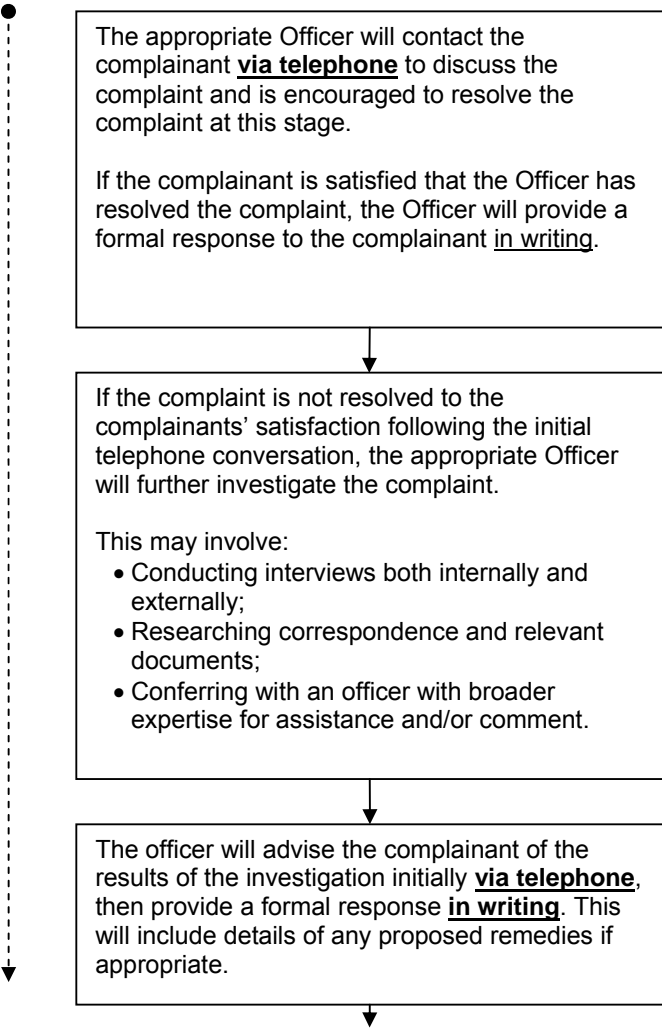 The appropriate Officer will contact the
complainant via telephone to discuss the
complaint and is encouraged to resolve the
complaint at this stage.
If the complainant is satisfied that the Officer has
resolved the complaint, the Officer will provide a
formal response to the complainant in writing.
If the complaint is not resolved to the
complainants’ satisfaction following the initial
telephone conversation, the appropriate Officer
will further investigate the complaint.
This may involve:
• Conducting interviews both internally and
externally;
• Researching correspondence and relevant
documents;
• Conferring with an officer with broader
expertise for assistance and/or comment.
The officer will advise the complainant of the
results of the investigation initially via telephone,
then provide a formal response in writing. This
will include details of any proposed remedies if
appropriate.